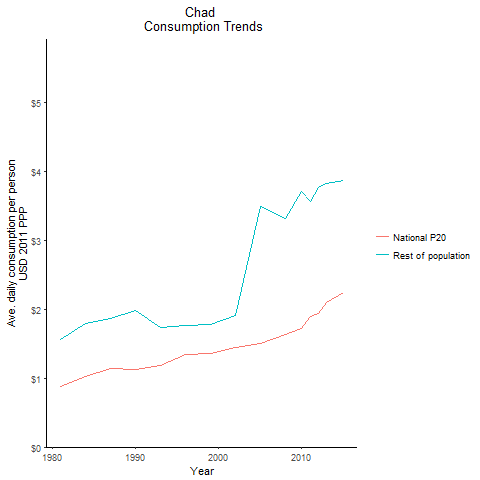 Chad
Consumption Trends
Ave. daily consumption per person
USD 2011 PPP
$5
$4
$3
$2
$1
$0
1980
1990
2000
2010
Year
National P20
Rest of population